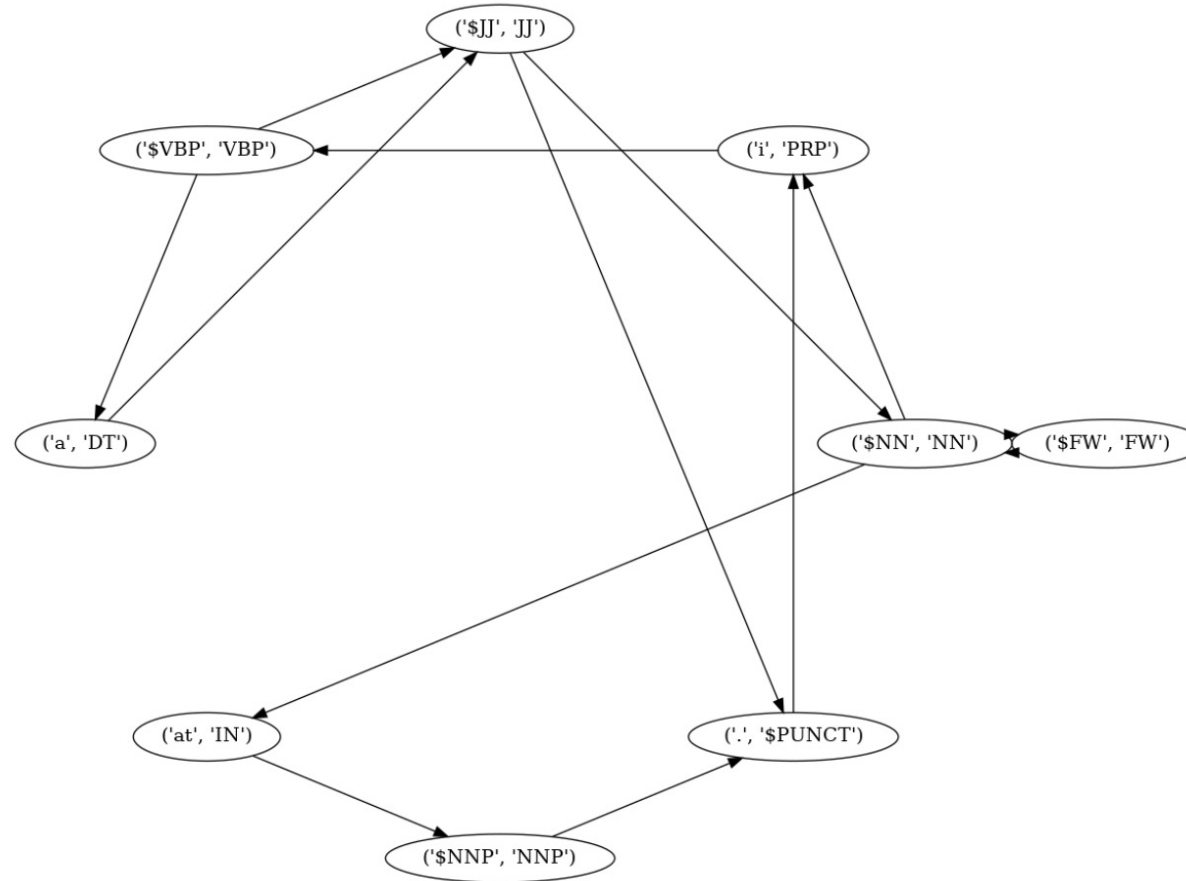 ('$JJ', 'JJ')
('$VBP', 'VBP')
('i', 'PRP')
('a', 'DT')
('$NN', 'NN')
('$FW', 'FW')
('at', 'IN')
('.', '$PUNCT')
('$NNP', 'NNP')